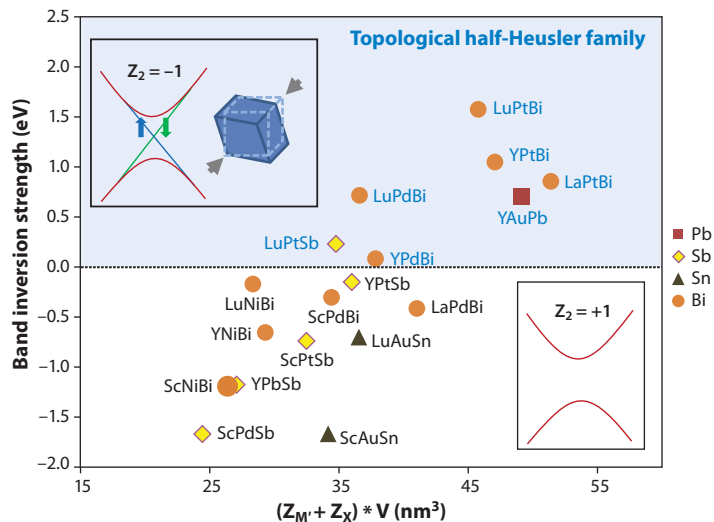 Topological half-Heusler family
Z2 = –1
2.5
2.0
1.5
1.0
0.5
0.0
−0.5
−1.0
−1.5
−2.0
Band inversion strength (eV)
LuPtBi
YPtBi
LaPtBi
YAuPb
LuPdBi
LuPtSb
YPdBi
YPtSb
LuNiBi
ScPdBi
LaPdBi
YNiBi
LuAuSn
ScPtSb
ScNiBi
YPbSb
ScPdSb
ScAuSn
Z2 = +1
Pb
Sb
Sn
Bi
15
25
35
45
55
(ZM' + ZX) * V (nm³)